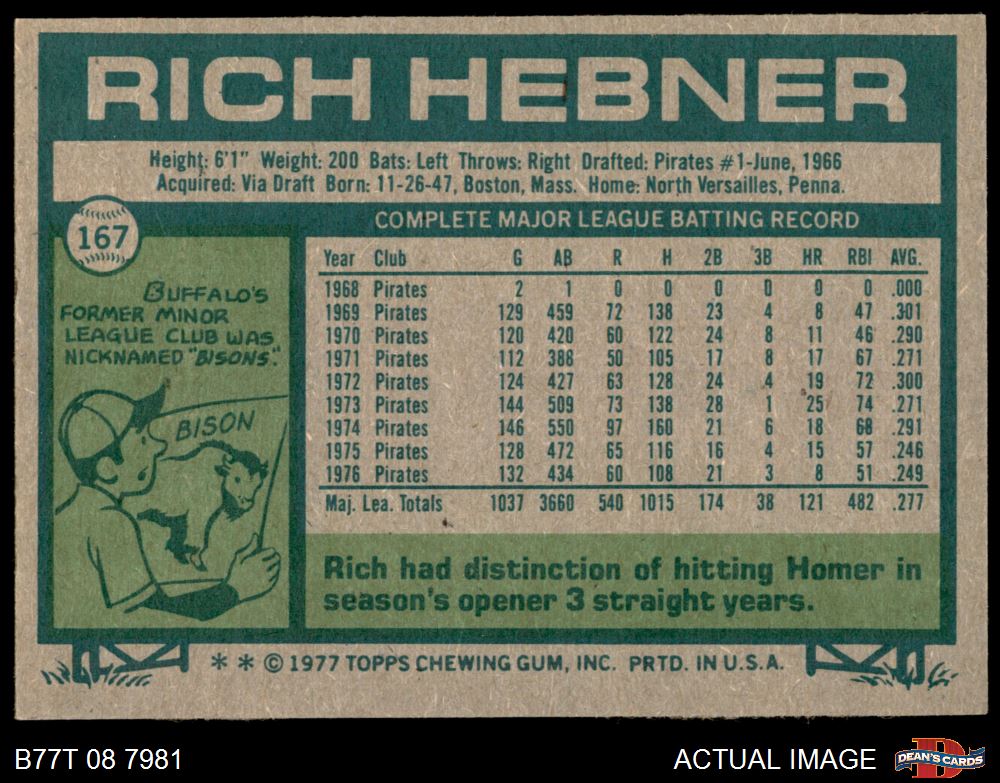 RICH HEBNER
Height: 6'1" Weight: 200 Bats: Left Throws: Right Drafted: Pirates #1-June, 1966
Acquired: Via Draft Born: 11-26-47, Boston, Mass. Home: North Versailles, Penna.
167
COMPLETE MAJOR LEAGUE BATTING RECORD
BUFFALO'S
FORMER MINOR
LEAGUE CLUB WAS
NICKNAMED "BISONS."
BISON
Year Club G AB R H 2B 3B HR RBI AVG.
1968 Pirates 2 1 0 0 0 0 0 0 .000
1969 Pirates 129 459 72 138 23 4 8 47 .301
1970 Pirates 120 420 60 122 24 8 11 46 .290
1971 Pirates 112 388 50 105 17 8 17 67 .271
1972 Pirates 124 427 63 128 24 4 19 72 .300
1973 Pirates 144 509 73 138 28 1 25 74 .271
1974 Pirates 146 550 97 160 21 6 18 68 .291
1975 Pirates 128 472 65 116 16 4 15 57 .246
1976 Pirates 132 434 60 108 21 3 8 51 .249
Maj. Lea. Totals 1037 3660 540 1015 174 38 121 482 .277
Rich had distinction of hitting Homer in
season's opener 3 straight years.
* * © 1977 TOPPS CHEWING GUM, INC. PRTD. IN U.S.A.
B77T 08 7981
ACTUAL IMAGE
D
DEAN'S CARDS